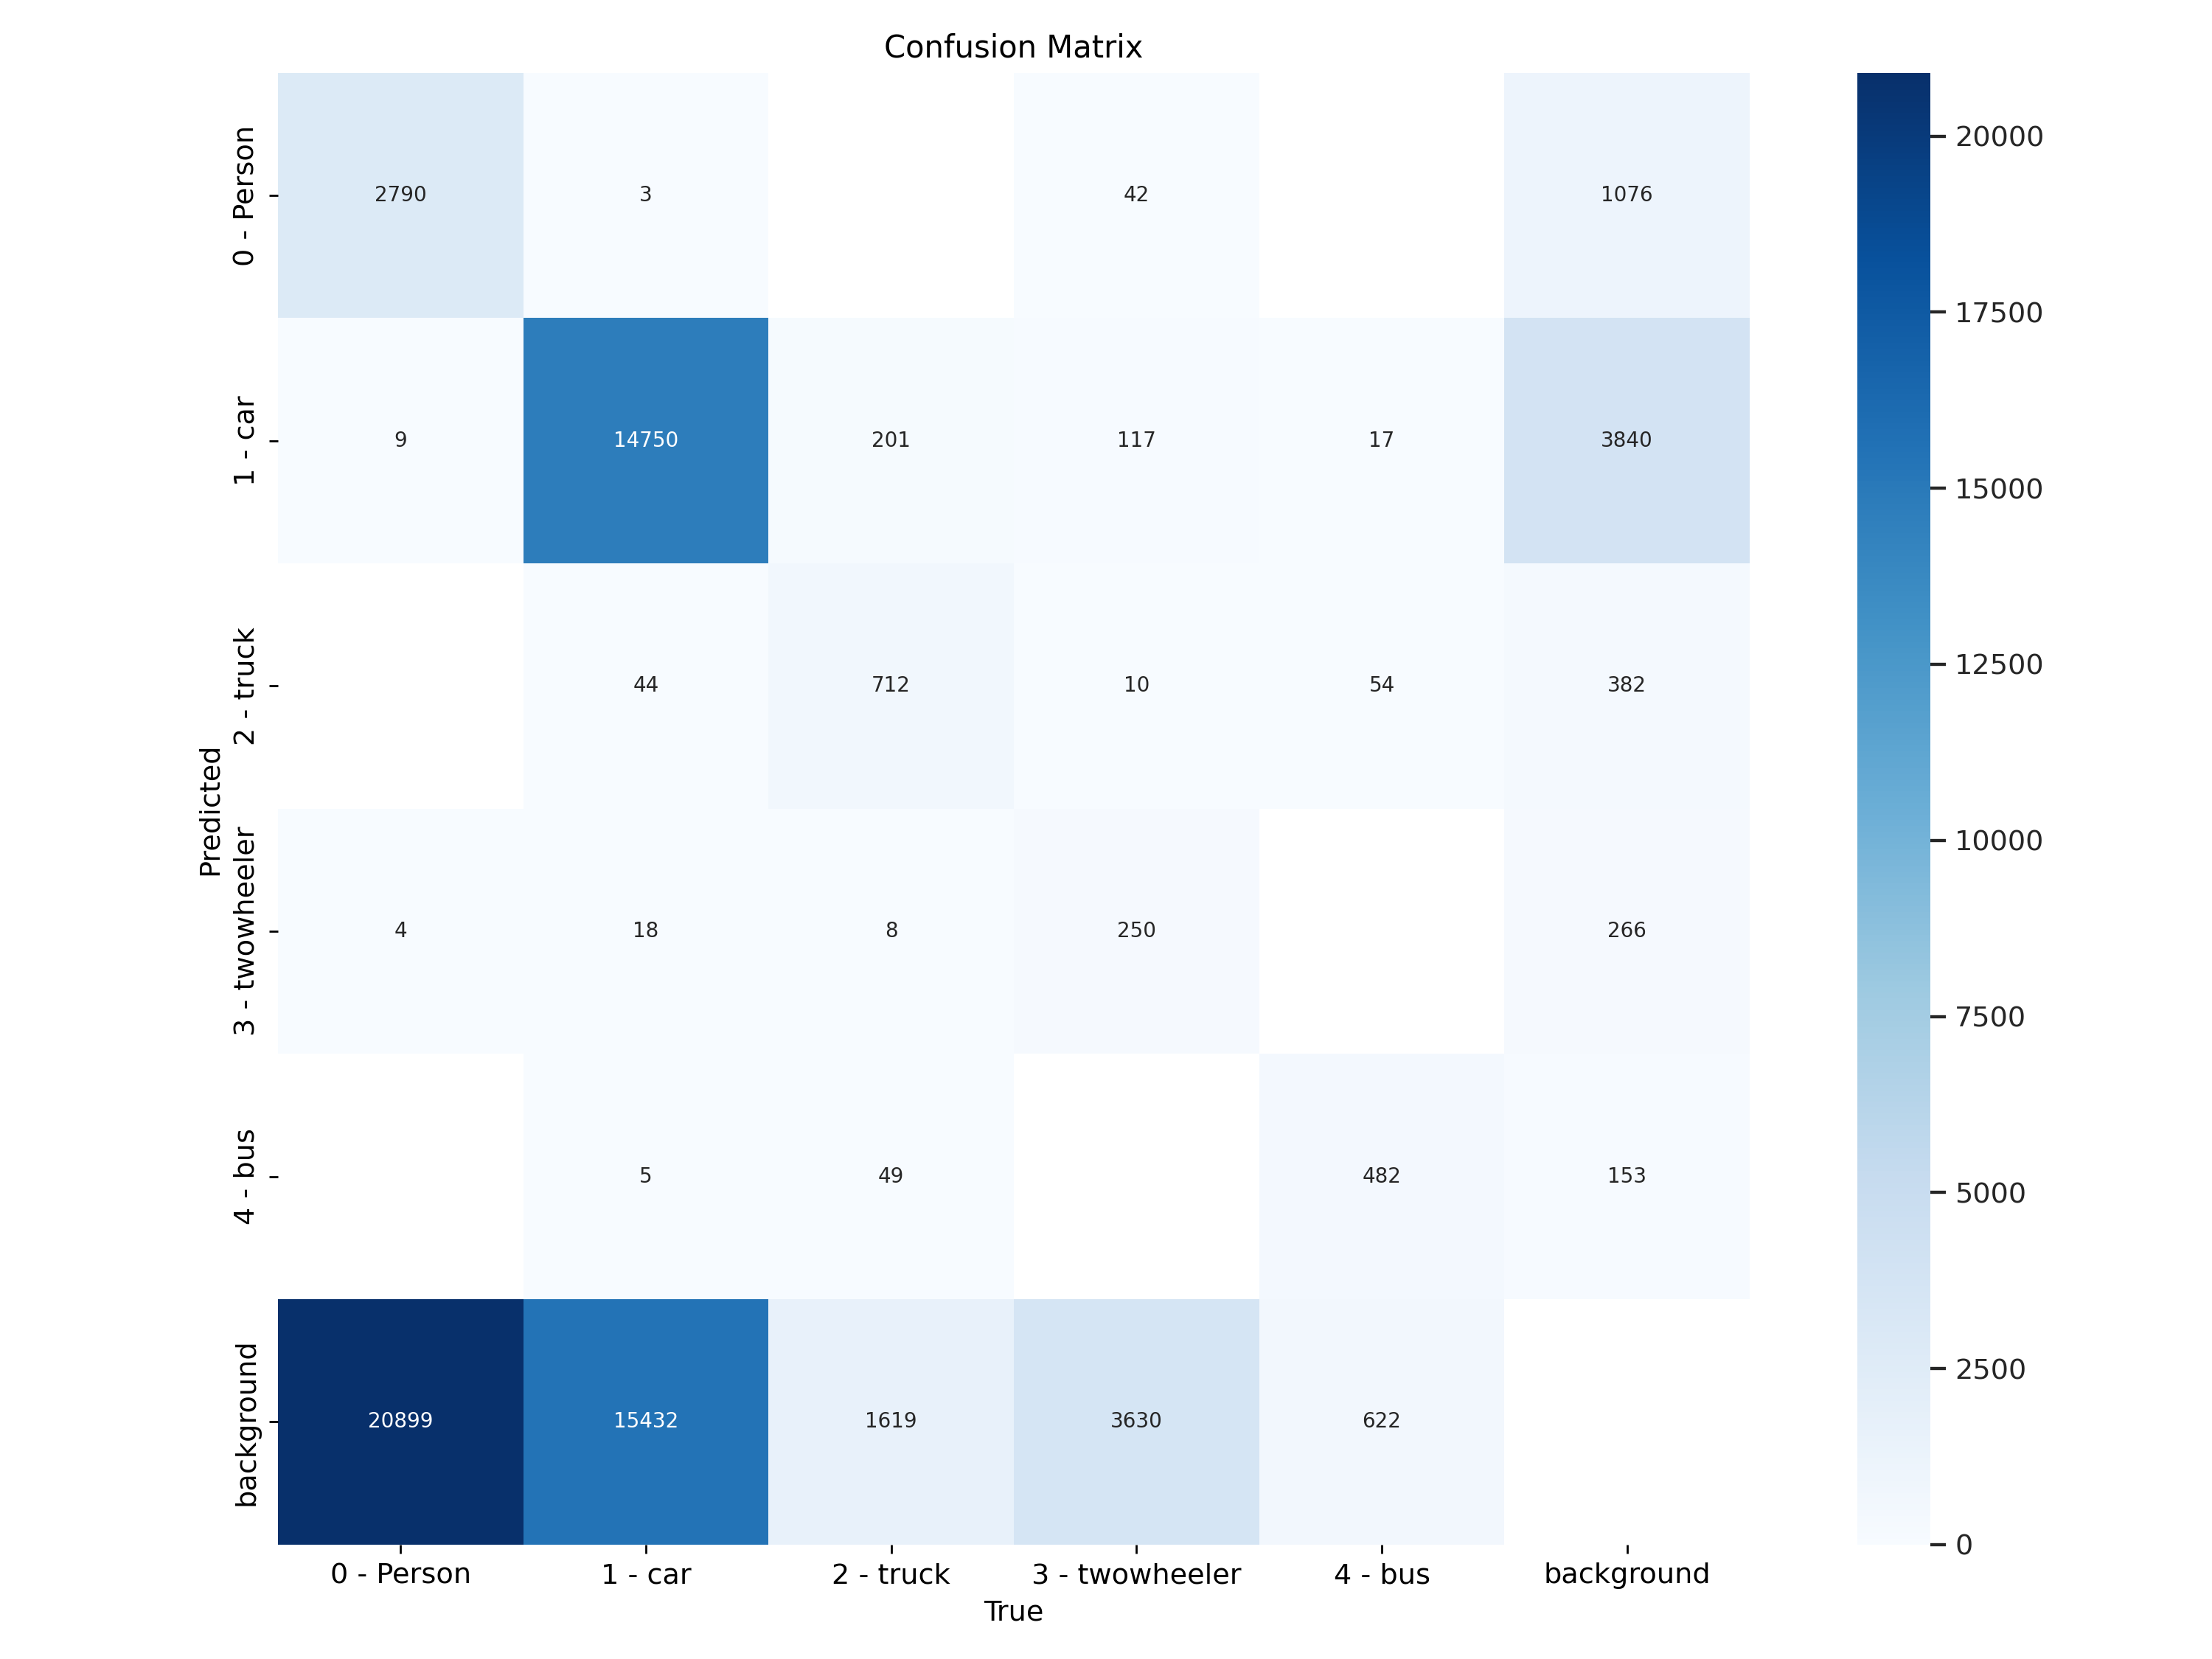 Confusion Matrix
0 - Person
2790
3
42
1076
1 - car
9
14750
201
117
17
3840
2 - truck
44
712
10
54
382
3 - twowheeler
4
18
8
250
266
4 - bus
5
49
482
153
background
20899
15432
1619
3630
622
Predicted
0 - Person
1 - car
2 - truck
3 - twowheeler
4 - bus
background
True
20000
17500
15000
12500
10000
7500
5000
2500
0